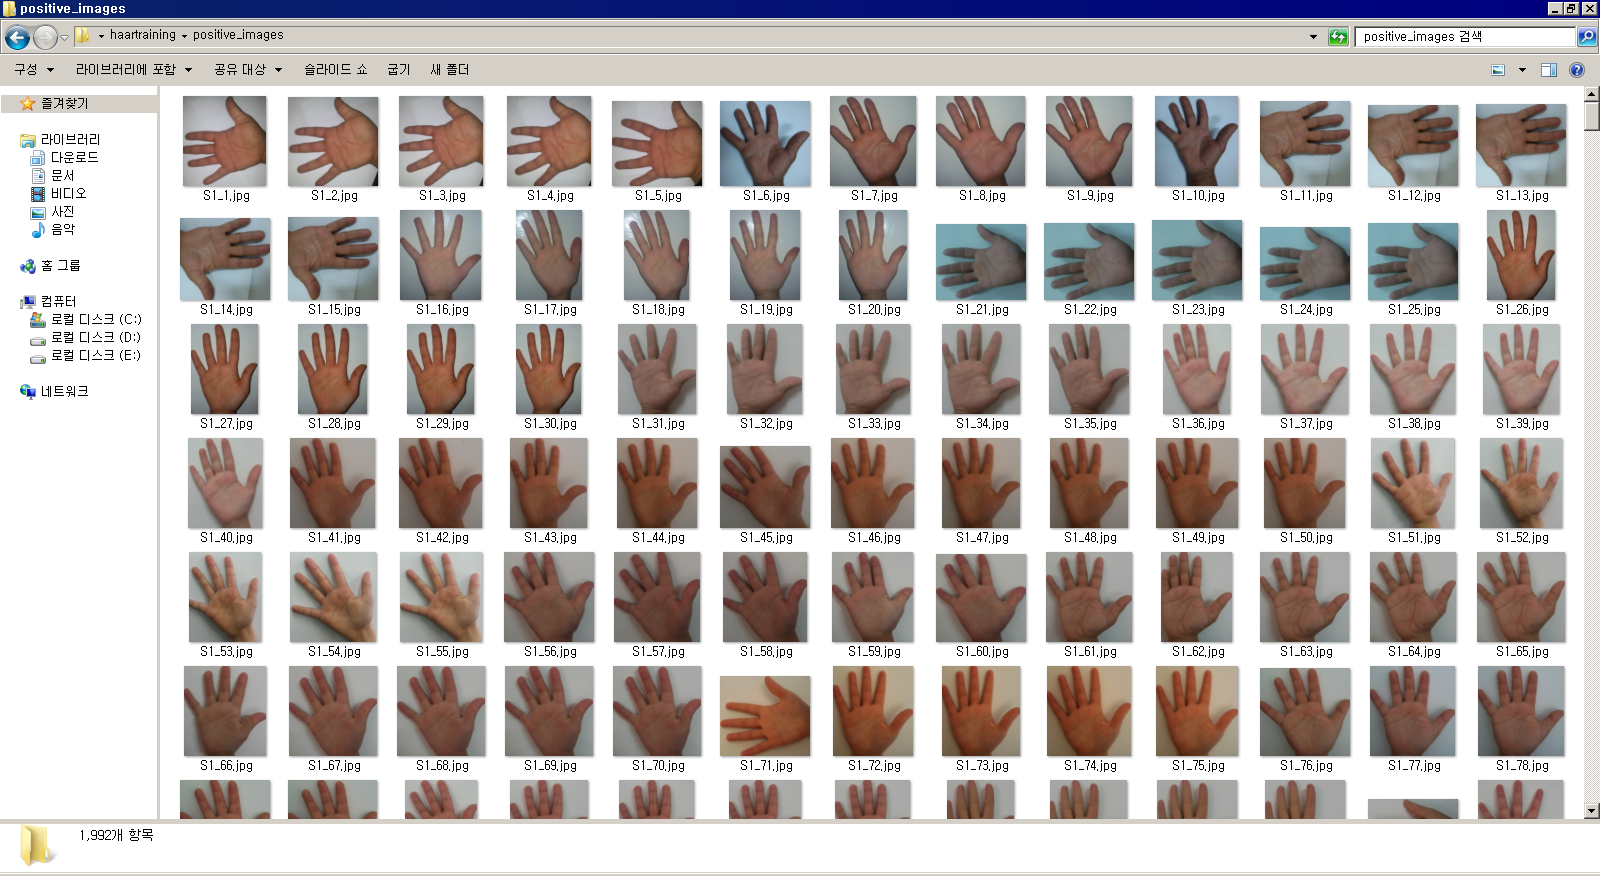 positive_images
haartraining positive_images
positive_images 검색
구성 라이브러리에 포함 공유 대상 슬라이드 쇼 굽기 새 폴더
즐겨찾기
라이브러리
다운로드
문서
비디오
사진
음악
홈 그룹
컴퓨터
로컬 디스크 (C:)
로컬 디스크 (D:)
로컬 디스크 (E:)
네트워크
S1_1.jpg S1_2.jpg S1_3.jpg S1_4.jpg S1_5.jpg S1_6.jpg S1_7.jpg S1_8.jpg S1_9.jpg S1_10.jpg S1_11.jpg S1_12.jpg S1_13.jpg
S1_14.jpg S1_15.jpg S1_16.jpg S1_17.jpg S1_18.jpg S1_19.jpg S1_20.jpg S1_21.jpg S1_22.jpg S1_23.jpg S1_24.jpg S1_25.jpg S1_26.jpg
S1_27.jpg S1_28.jpg S1_29.jpg S1_30.jpg S1_31.jpg S1_32.jpg S1_33.jpg S1_34.jpg S1_35.jpg S1_36.jpg S1_37.jpg S1_38.jpg S1_39.jpg
S1_40.jpg S1_41.jpg S1_42.jpg S1_43.jpg S1_44.jpg S1_45.jpg S1_46.jpg S1_47.jpg S1_48.jpg S1_49.jpg S1_50.jpg S1_51.jpg S1_52.jpg
S1_53.jpg S1_54.jpg S1_55.jpg S1_56.jpg S1_57.jpg S1_58.jpg S1_59.jpg S1_60.jpg S1_61.jpg S1_62.jpg S1_63.jpg S1_64.jpg S1_65.jpg
S1_66.jpg S1_67.jpg S1_68.jpg S1_69.jpg S1_70.jpg S1_71.jpg S1_72.jpg S1_73.jpg S1_74.jpg S1_75.jpg S1_76.jpg S1_77.jpg S1_78.jpg
1,992개 항목